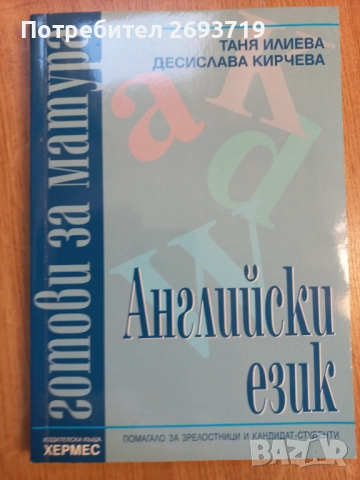 Потребител 2693719
ТАНЯ ИЛИЕВА
ДЕСИСЛАВА КИРЧЕВА
готови за матура
Английски
език
ИЗДАТЕЛСКА КЪЩА
ХЕРМЕС
ПОМАГАЛО ЗА ЗРЕЛОСТНИЦИ И КАНДИДАТ-СТУДЕНТИ
bazar